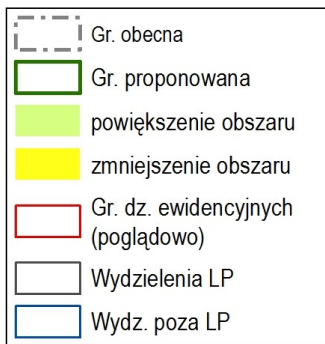 Gr. obecna
Gr. proponowana
powiększenie obszaru
zmniejszenie obszaru
Gr. dz. ewidencyjnych
(poglądowo)
Wydzielenia LP
Wydz. poza LP